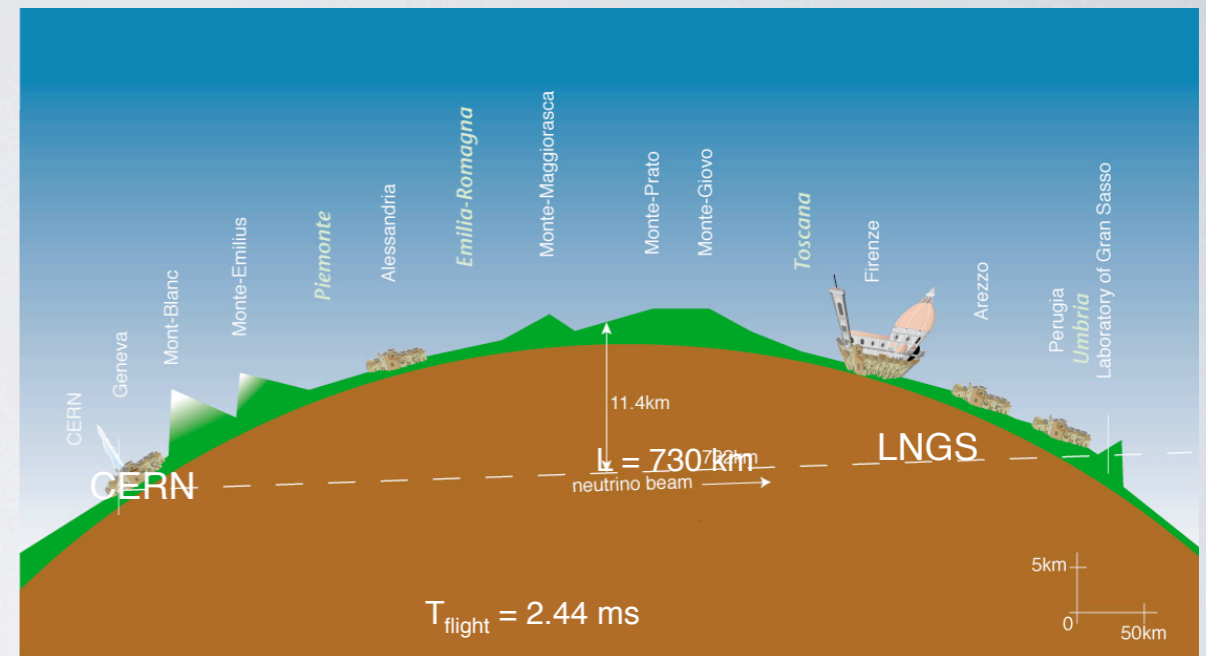 CERN
Geneva
Mont-Blanc
Monte-Emilius
Piemonte
Alessandria
Emilia-Romagna
Monte-Maggiorasca
Monte-Prato
Monte-Giovo
Toscana
Firenze
Arezzo
Perugia
Umbria
Laboratory of Gran Sasso
11.4km
CERN
L = 730 km
LNGS
neutrino beam
5km
0
50km
T_flight = 2.44 ms